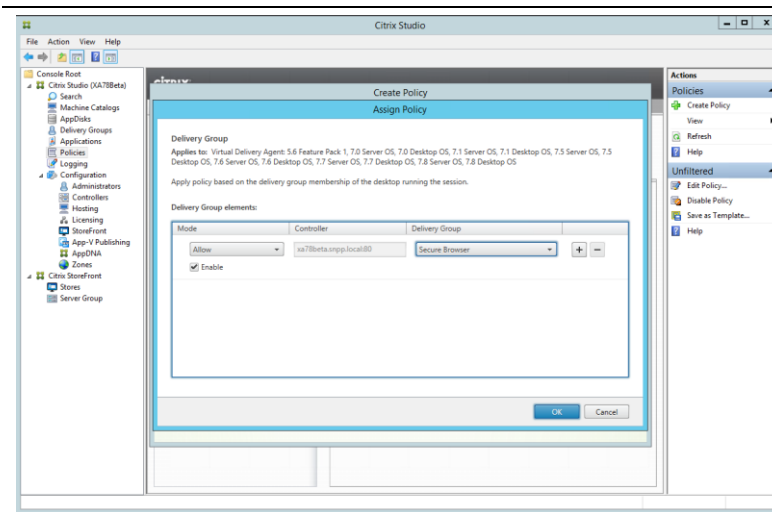 Citrix Studio
File Action View Help
Console Root
Citrix Studio (XA78Beta)
Search
Machine Catalogs
AppDisks
Delivery Groups
Applications
Policies
Logging
Configuration
Administrators
Controllers
Hosting
Licensing
StoreFront
App-V Publishing
AppDNA
Zones
Citrix StoreFront
Stores
Server Group
CITRIX
Create Policy
Assign Policy
Delivery Group
Applies to: Virtual Delivery Agent: 5.6 Feature Pack 1, 7.0 Server OS, 7.0 Desktop OS, 7.1 Server OS, 7.1 Desktop OS, 7.5 Server OS, 7.5
Desktop OS, 7.6 Server OS, 7.6 Desktop OS, 7.7 Server OS, 7.7 Desktop OS, 7.8 Server OS, 7.8 Desktop OS
Apply policy based on the delivery group membership of the desktop running the session.
Delivery Group elements:
Mode Controller Delivery Group
Allow xa78beta.snpp.local:80 Secure Browser
Enable
OK Cancel
Actions
Policies
Create Policy
View
Refresh
Help
Unfiltered
Edit Policy...
Disable Policy
Save as Template...
Help